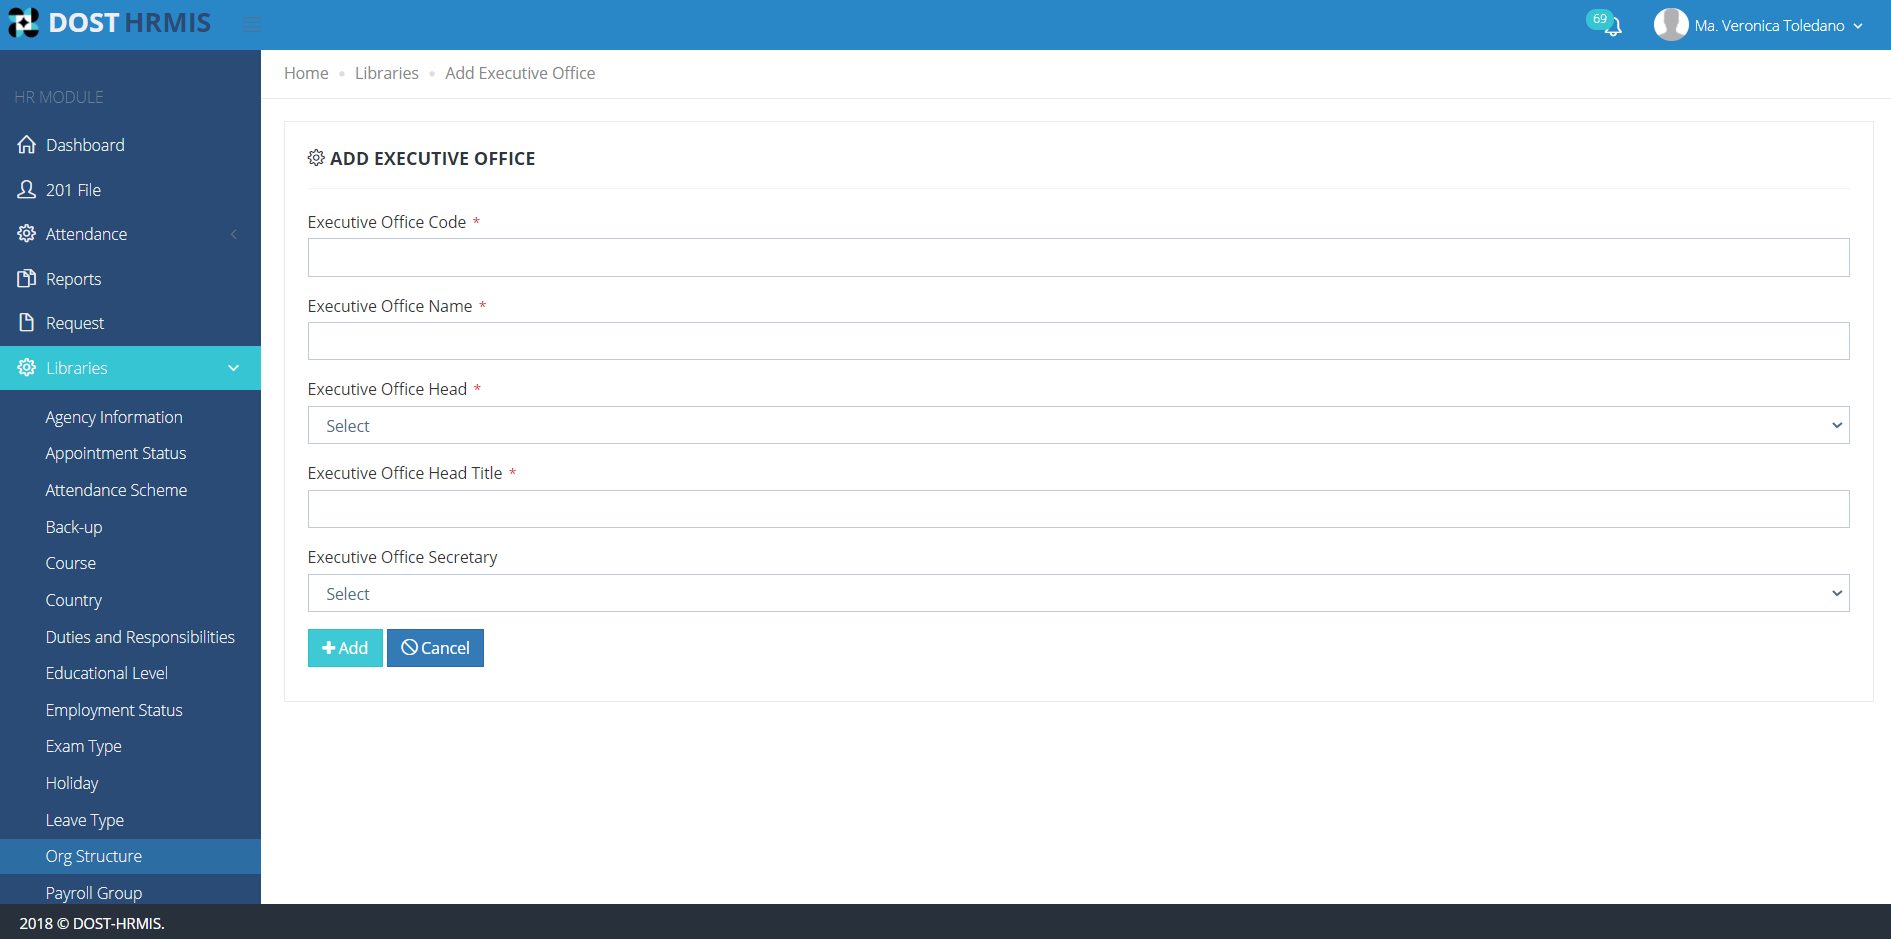 DOST HRMIS
69
Ma. Veronica Toledano
HR MODULE
Dashboard
201 File
Attendance
Reports
Request
Libraries
Agency Information
Appointment Status
Attendance Scheme
Back-up
Course
Country
Duties and Responsibilities
Educational Level
Employment Status
Exam Type
Holiday
Leave Type
Org Structure
Payroll Group
Home Libraries Add Executive Office
ADD EXECUTIVE OFFICE
Executive Office Code *
Executive Office Name *
Executive Office Head *
Select
Executive Office Head Title *
Executive Office Secretary
Select
Add Cancel
2018 © DOST-HRMIS.